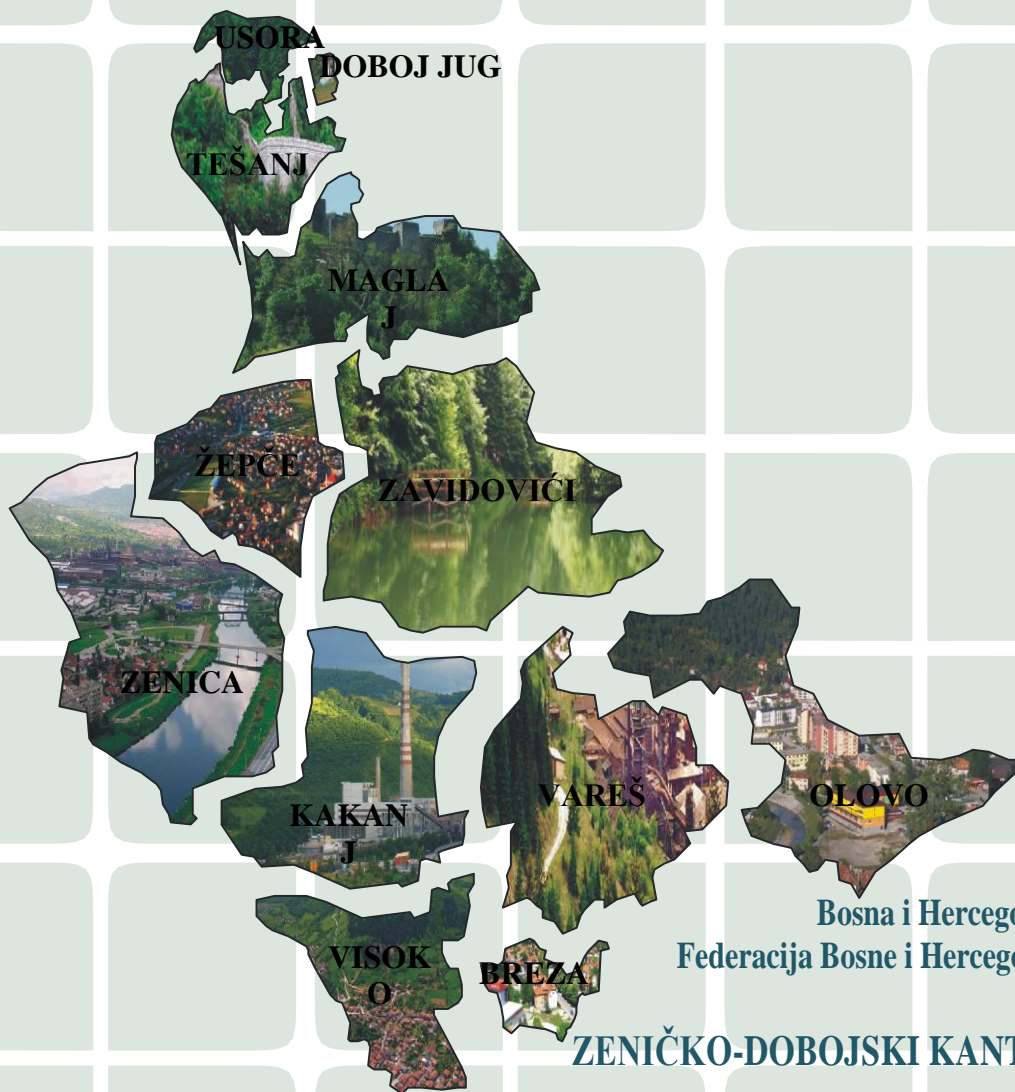 USORA
DOBOJ JUG
TEŠANJ
MAGLA
J
ŽEPČE
ZAVIDOVIĆI
ZENICA
KAKAN
J
VAREŠ
OLOVO
VISOK
O
BREZA
Bosna i Hercego
Federacija Bosne i Hercego
ZENIČKO-DOBOJSKI KANT